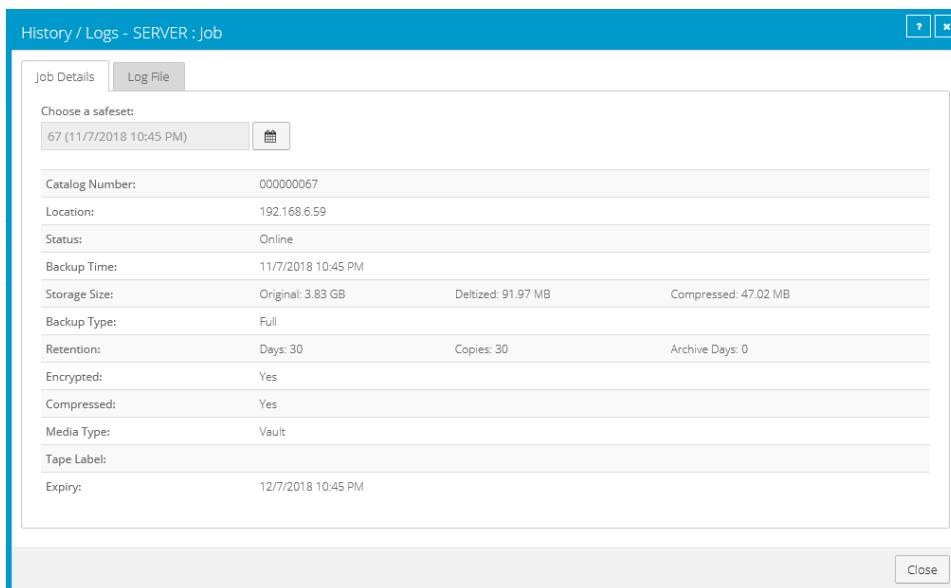 History / Logs - SERVER : Job
?
×
Job Details
Log File
Choose a safeset:
67 (11/7/2018 10:45 PM)
Catalog Number: 000000067
Location: 192.168.6.59
Status: Online
Backup Time: 11/7/2018 10:45 PM
Storage Size: Original: 3.83 GB Deltized: 91.97 MB Compressed: 47.02 MB
Backup Type: Full
Retention: Days: 30 Copies: 30 Archive Days: 0
Encrypted: Yes
Compressed: Yes
Media Type: Vault
Tape Label:
Expiry: 12/7/2018 10:45 PM
Close